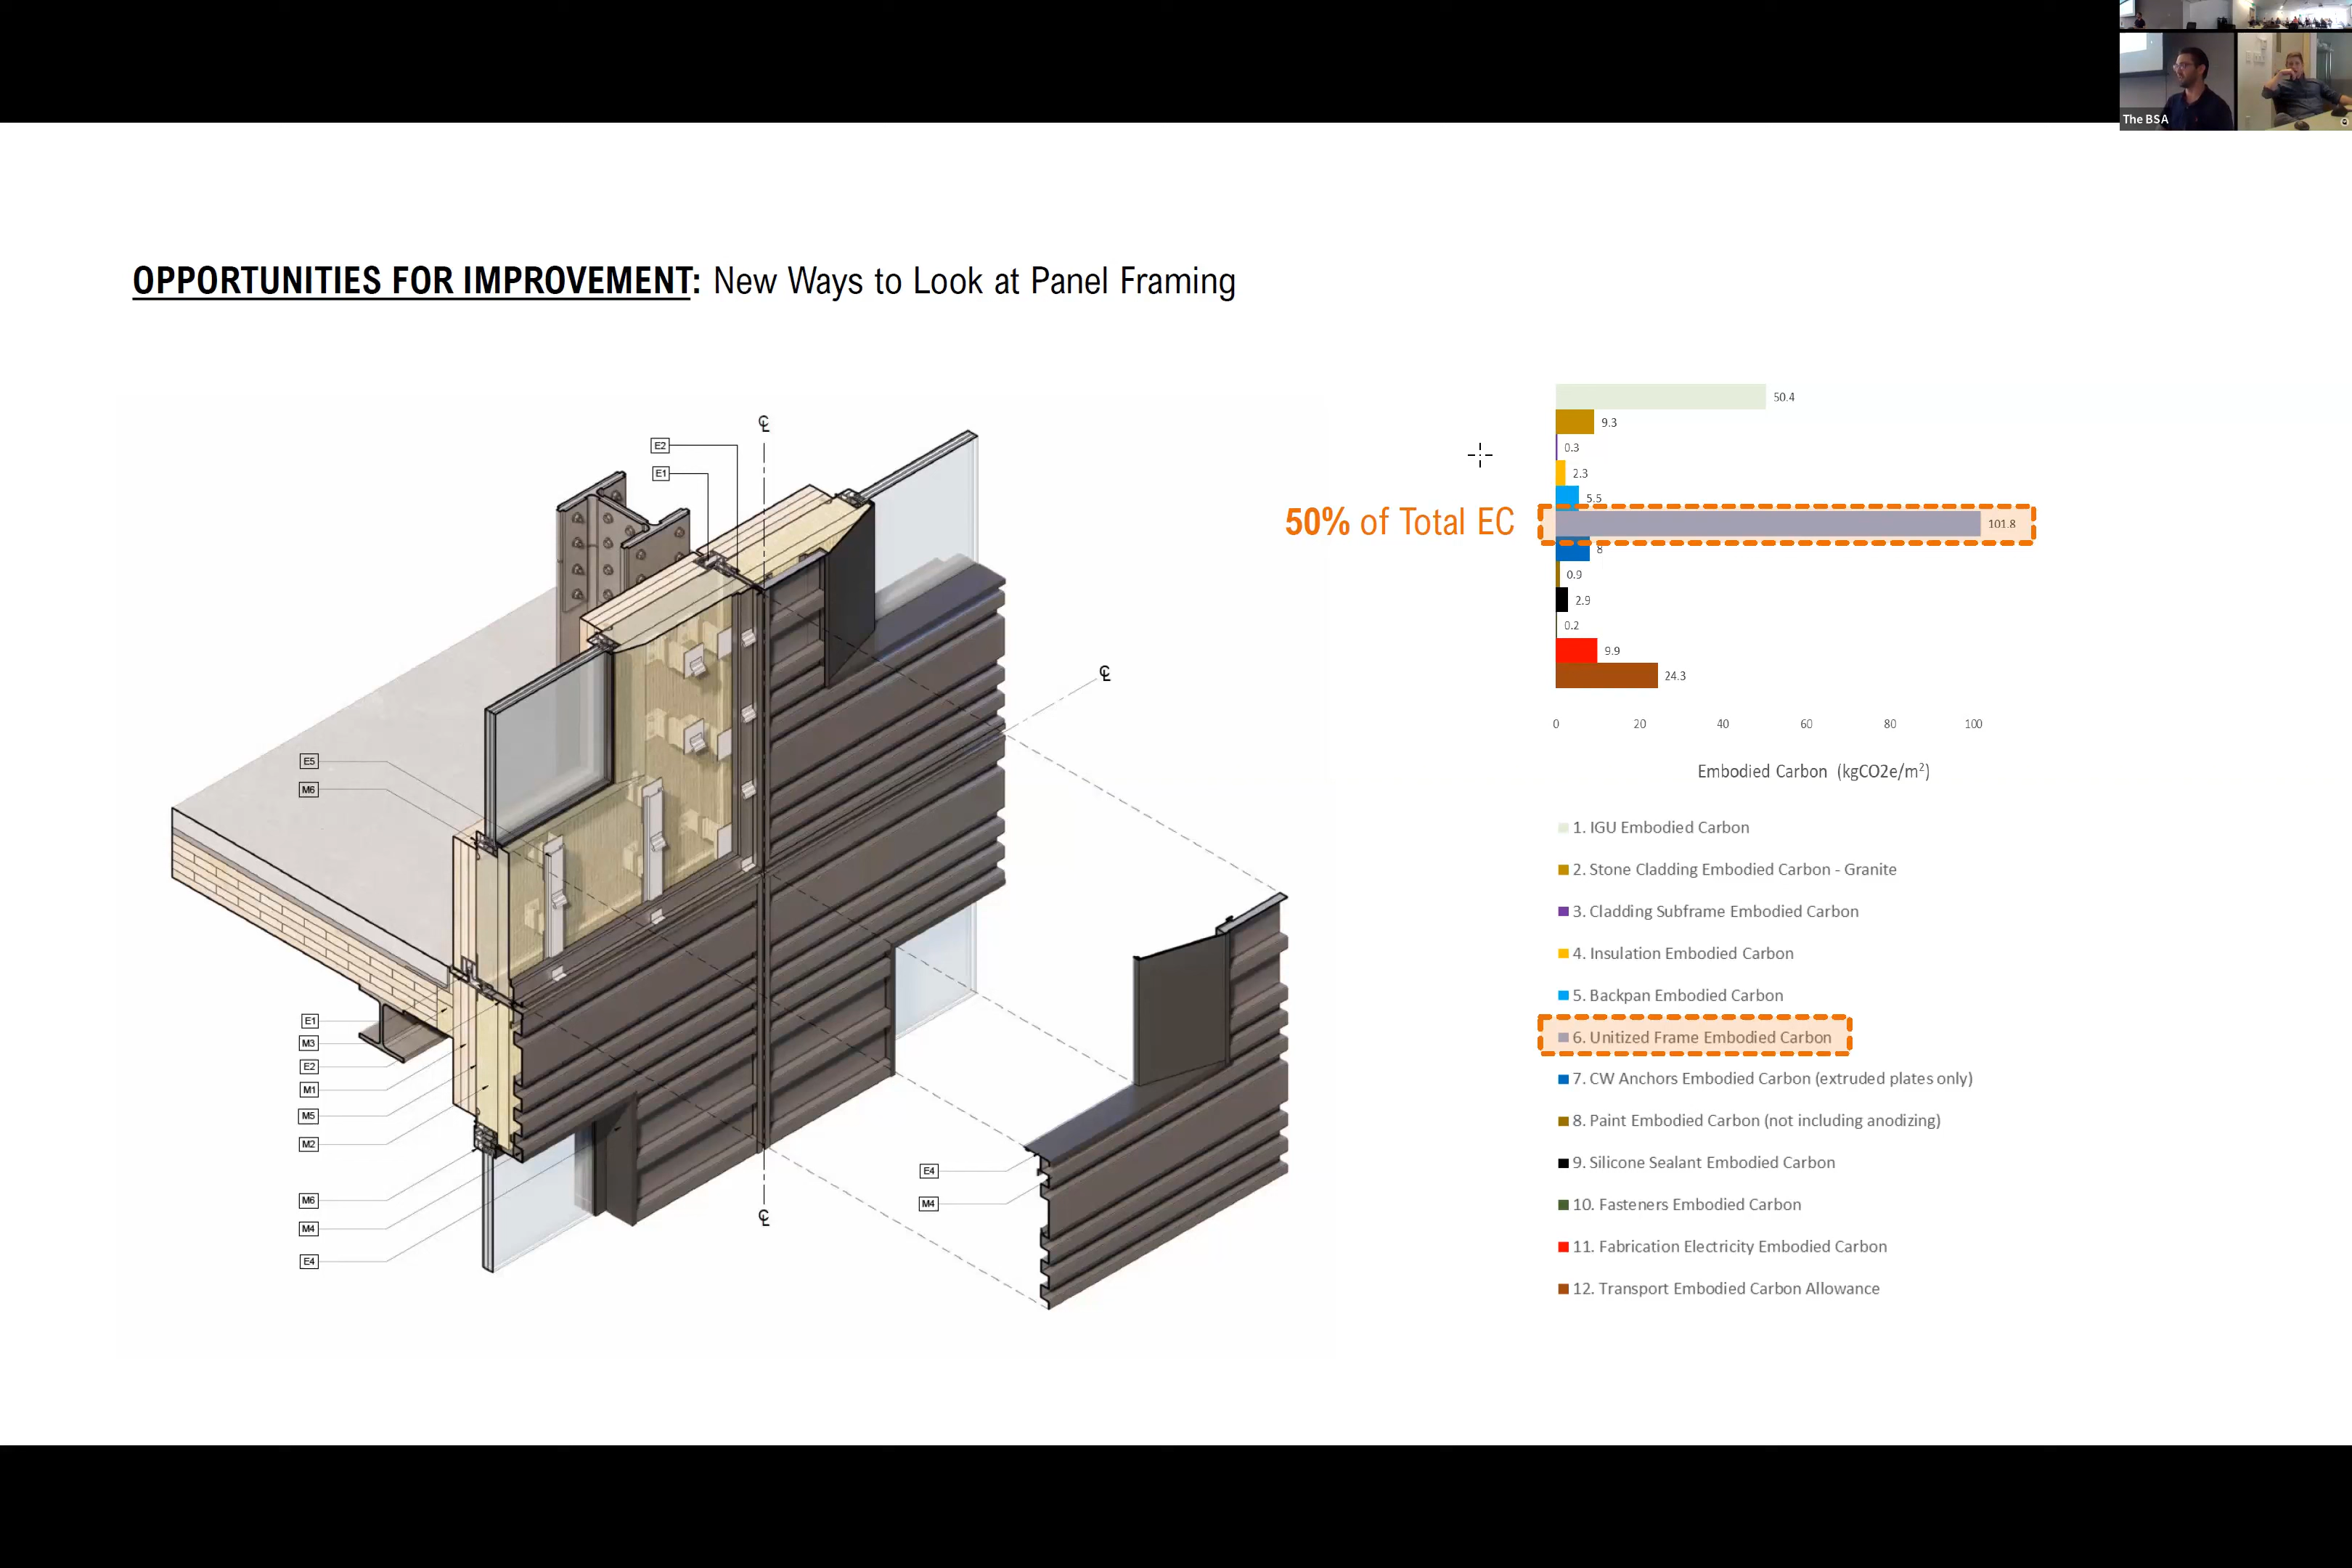 The BSA
OPPORTUNITIES FOR IMPROVEMENT: New Ways to Look at Panel Framing
℄
E2
E1
E5
M6
℄
E1
M3
E2
M1
M5
M2
M6
M4
E4
℄
E4
M4
50% of Total EC
50.4
9.3
0.3
2.3
5.5
101.8
8
0.9
2.9
0.2
9.9
24.3
0 20 40 60 80 100
Embodied Carbon (kgCO2e/m²)
1. IGU Embodied Carbon
2. Stone Cladding Embodied Carbon - Granite
3. Cladding Subframe Embodied Carbon
4. Insulation Embodied Carbon
5. Backpan Embodied Carbon
6. Unitized Frame Embodied Carbon
7. CW Anchors Embodied Carbon (extruded plates only)
8. Paint Embodied Carbon (not including anodizing)
9. Silicone Sealant Embodied Carbon
10. Fasteners Embodied Carbon
11. Fabrication Electricity Embodied Carbon
12. Transport Embodied Carbon Allowance